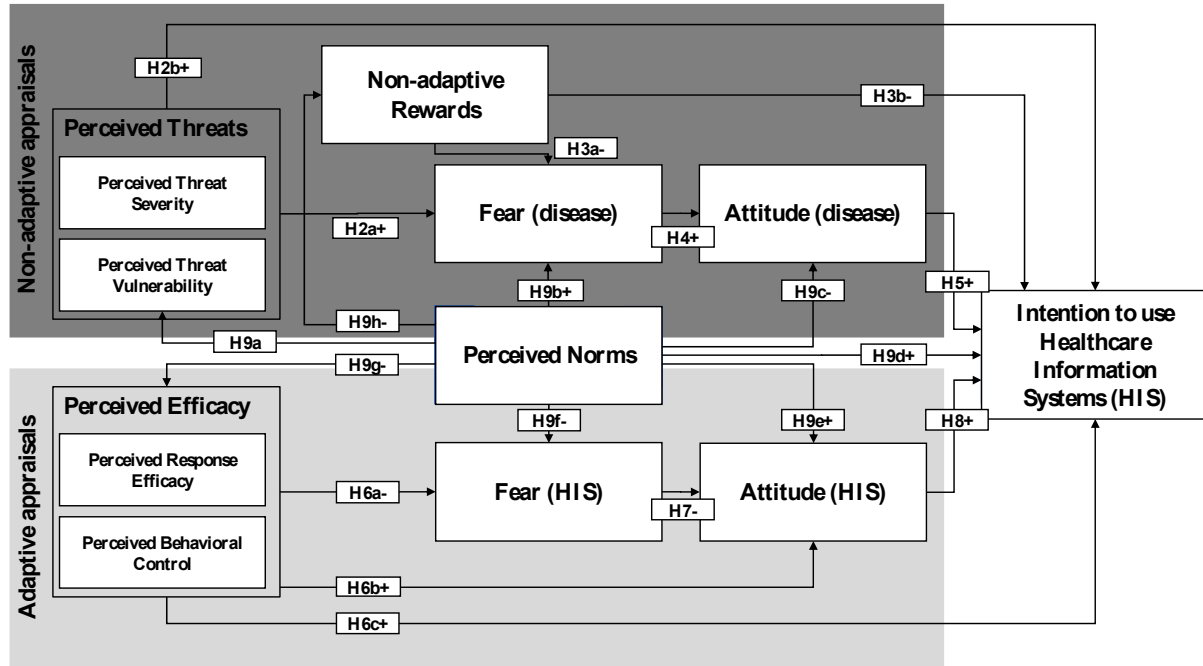 Non-adaptive appraisals
H2b+
Non-adaptive
Rewards
H3b-
Perceived Threats
H3a-
Perceived Threat
Severity
Fear (disease)
Attitude (disease)
H2a+
H4+
Perceived Threat
Vulnerability
H9b+
H9c-
H5+
H9h-
H9a
Perceived Norms
H9d+
Intention to use
Healthcare
Information
Systems (HIS)
H9g-
Adaptive appraisals
Perceived Efficacy
H9f-
H9e+
H8+
Perceived Response
Efficacy
H6a-
Fear (HIS)
Attitude (HIS)
H7-
Perceived Behavioral
Control
H6b+
H6c+